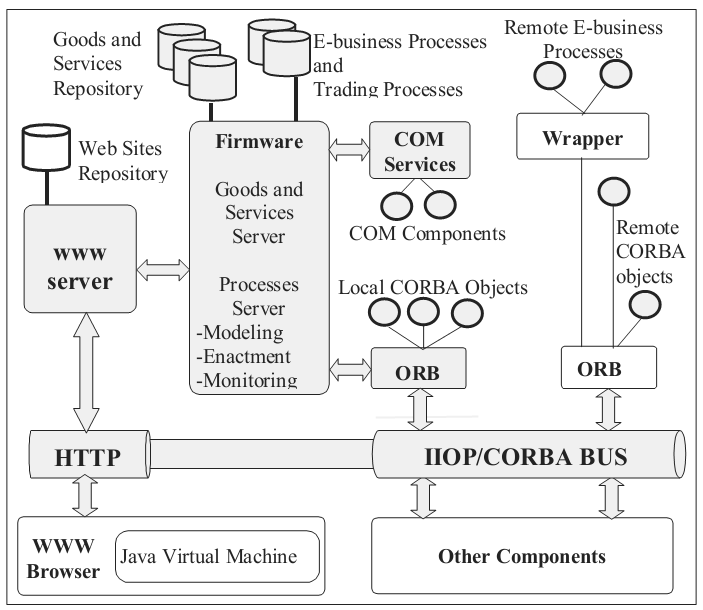 Goods and
Services
Repository
E-business Processes
and
Trading Processes
Remote E-business
Processes
Web Sites
Repository
Firmware
Goods and
Services
Server
Processes
Server
-Modeling
-Enactment
-Monitoring
COM
Services
COM Components
Wrapper
Remote
CORBA
objects
www
server
Local CORBA Objects
ORB
ORB
HTTP
IIOP/CORBA BUS
WWW
Browser
Java Virtual Machine
Other Components